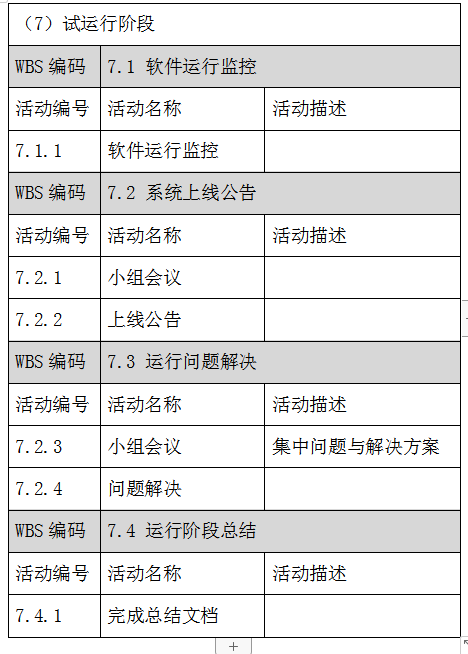 （7）试运行阶段
WBS 编码 7.1 软件运行监控
活动编号 活动名称 活动描述
7.1.1 软件运行监控
WBS 编码 7.2 系统上线公告
活动编号 活动名称 活动描述
7.2.1 小组会议
7.2.2 上线公告
WBS 编码 7.3 运行问题解决
活动编号 活动名称 活动描述
7.2.3 小组会议 集中问题与解决方案
7.2.4 问题解决
WBS 编码 7.4 运行阶段总结
活动编号 活动名称 活动描述
7.4.1 完成总结文档